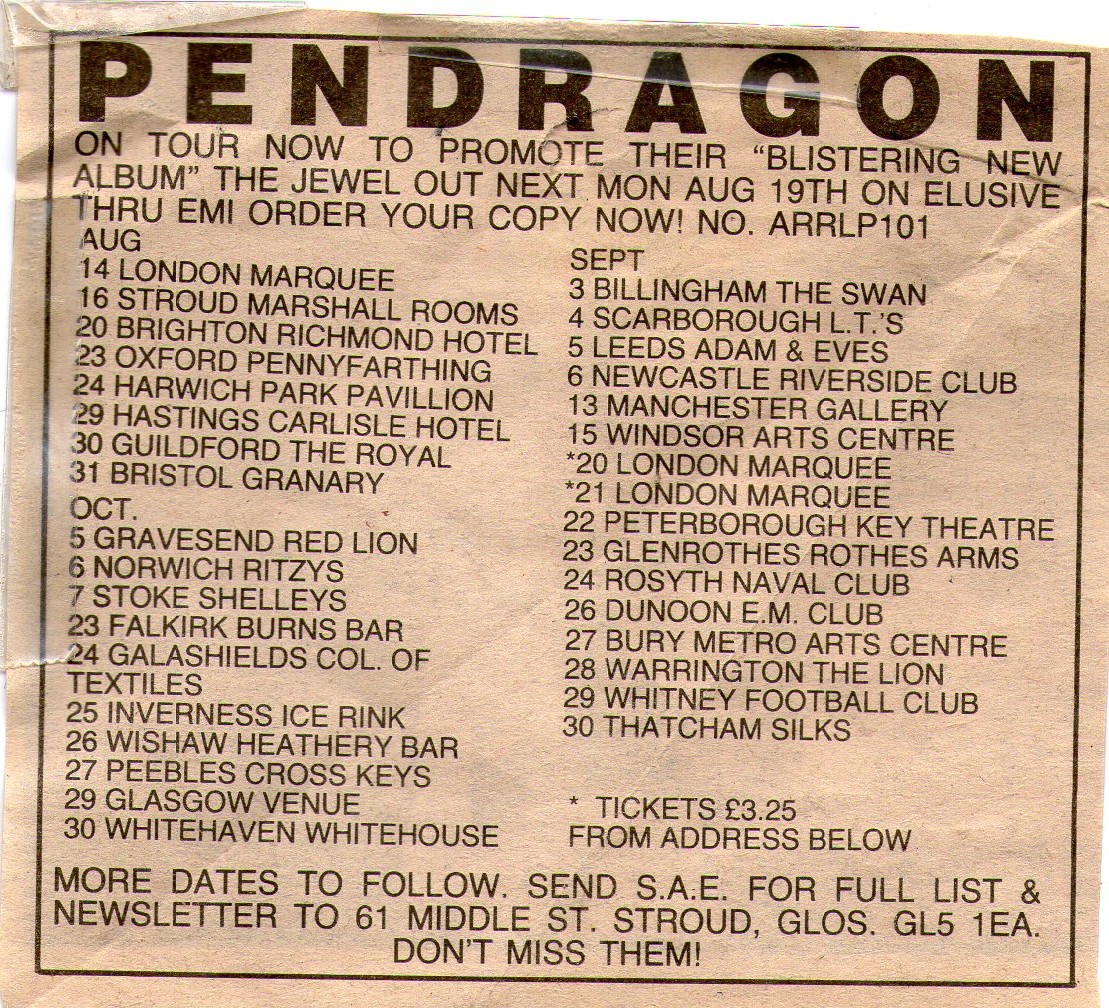 PENDRAGON
ON TOUR NOW TO PROMOTE THEIR “BLISTERING NEW
ALBUM” THE JEWEL OUT NEXT MON AUG 19TH ON ELUSIVE
THRU EMI ORDER YOUR COPY NOW! NO. ARRLP101
AUG
14 LONDON MARQUEE
16 STROUD MARSHALL ROOMS
20 BRIGHTON RICHMOND HOTEL
23 OXFORD PENNYFARTHING
24 HARWICH PARK PAVILLION
29 HASTINGS CARLISLE HOTEL
30 GUILDFORD THE ROYAL
31 BRISTOL GRANARY
OCT.
5 GRAVESEND RED LION
6 NORWICH RITZYS
7 STOKE SHELLEYS
23 FALKIRK BURNS BAR
24 GALASHIELDS COL. OF
TEXTILES
25 INVERNESS ICE RINK
26 WISHAW HEATHERY BAR
27 PEEBLES CROSS KEYS
29 GLASGOW VENUE
30 WHITEHAVEN WHITEHOUSE
SEPT
3 BILLINGHAM THE SWAN
4 SCARBOROUGH L.T.'S
5 LEEDS ADAM & EVES
6 NEWCASTLE RIVERSIDE CLUB
13 MANCHESTER GALLERY
15 WINDSOR ARTS CENTRE
*20 LONDON MARQUEE
*21 LONDON MARQUEE
22 PETERBOROUGH KEY THEATRE
23 GLENROTHES ROTHES ARMS
24 ROSYTH NAVAL CLUB
26 DUNOON E.M. CLUB
27 BURY METRO ARTS CENTRE
28 WARRINGTON THE LION
29 WHITNEY FOOTBALL CLUB
30 THATCHAM SILKS
* TICKETS £3.25
FROM ADDRESS BELOW
MORE DATES TO FOLLOW. SEND S.A.E. FOR FULL LIST &
NEWSLETTER TO 61 MIDDLE ST. STROUD, GLOS. GL5 1EA.
DON'T MISS THEM!